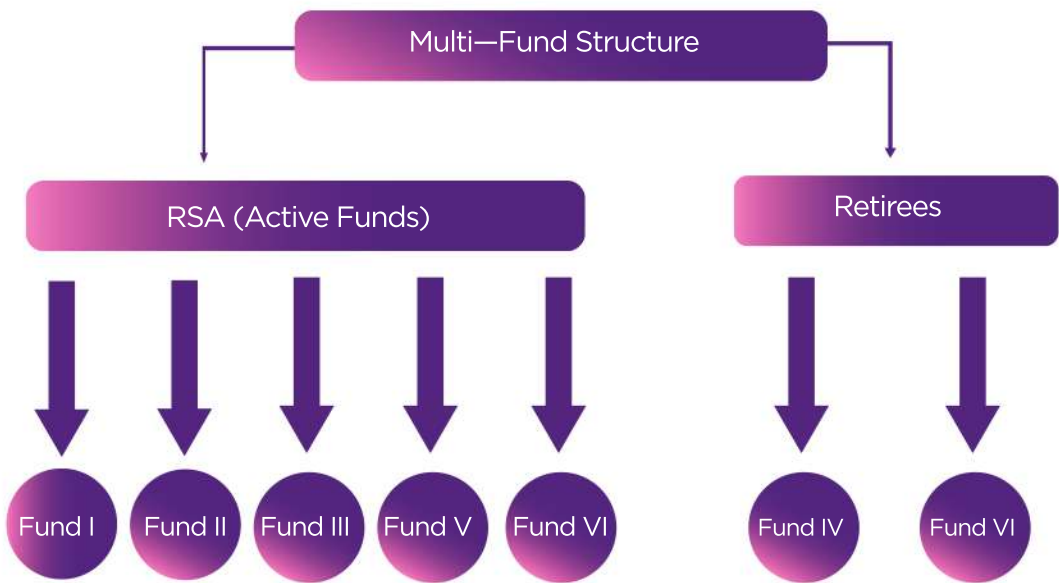 Multi—Fund Structure
RSA (Active Funds)
Retirees
Fund I
Fund II
Fund III
Fund V
Fund VI
Fund IV
Fund VI